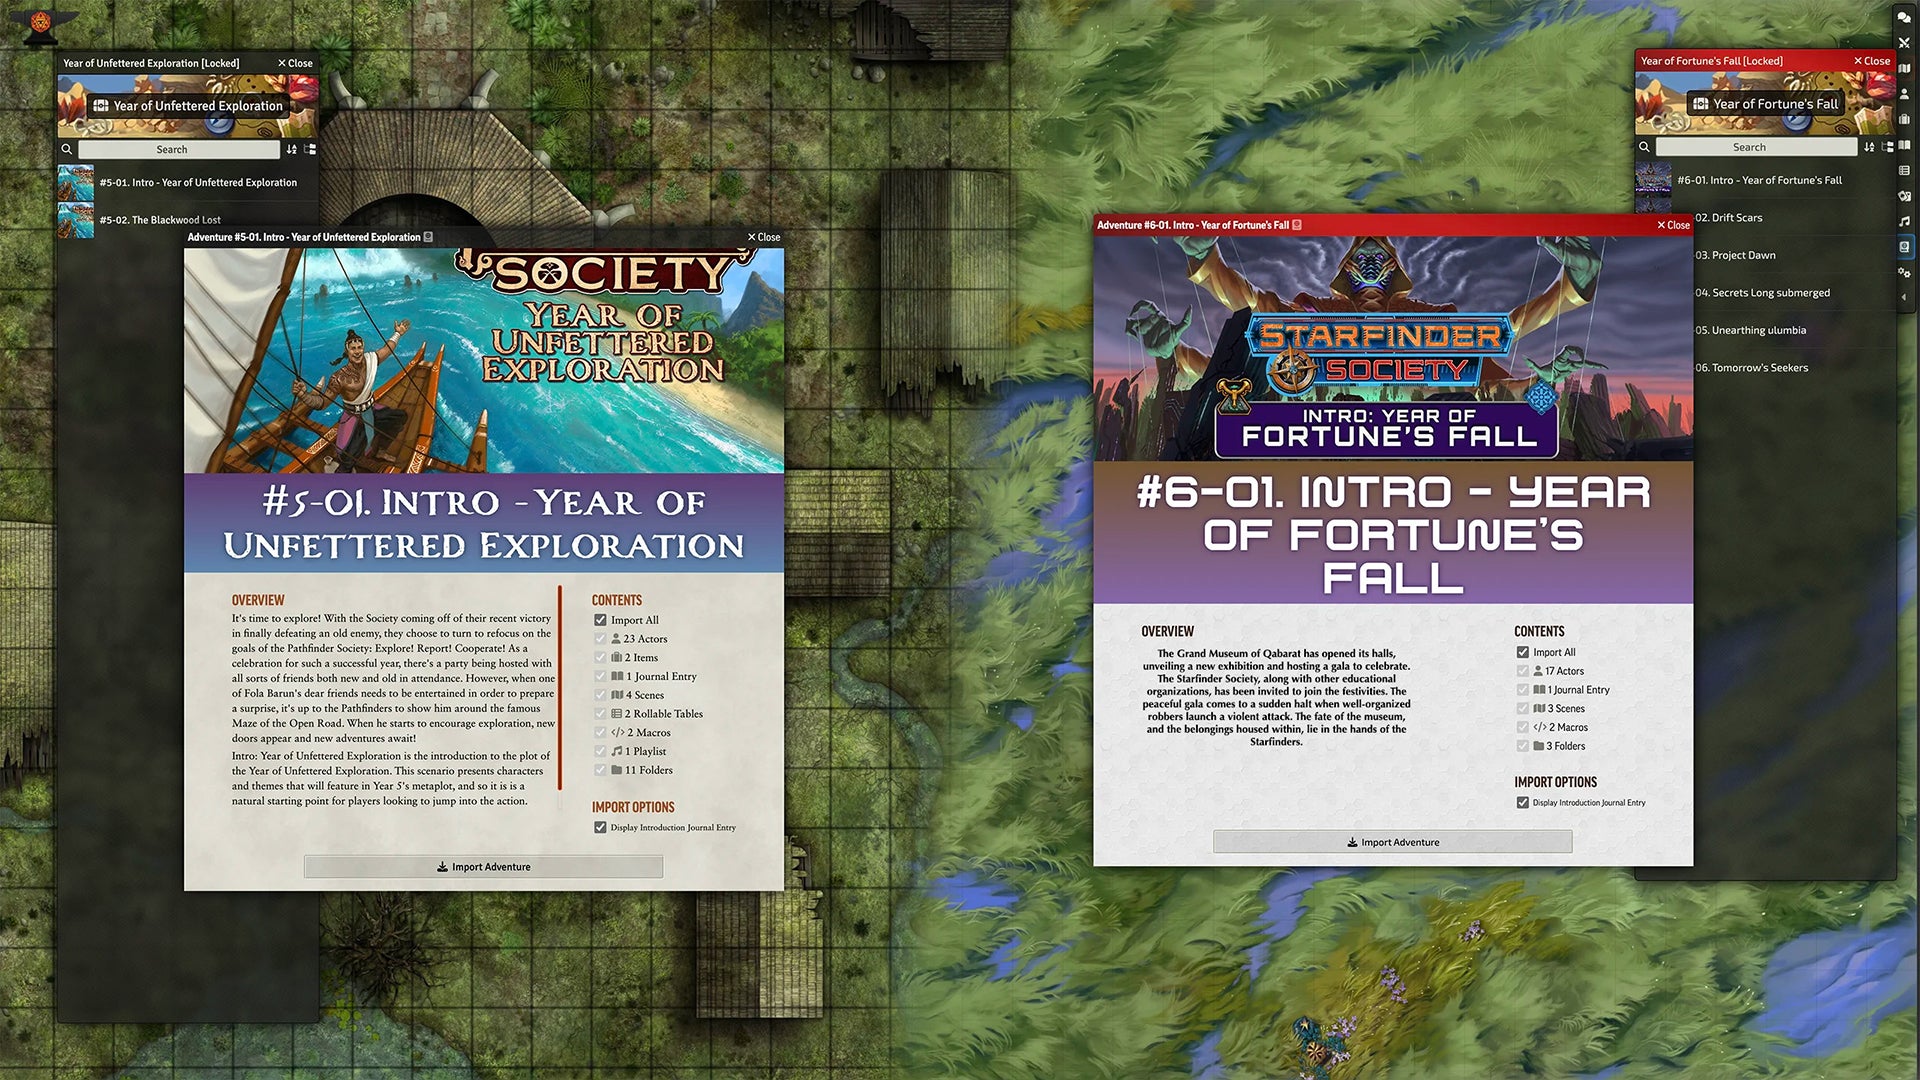 Year of Unfettered Exploration [Locked]
Close
Year of Unfettered Exploration
Search
#5-01. Intro - Year of Unfettered Exploration
#5-02. The Blackwood Lost
Adventure #5-01. Intro - Year of Unfettered Exploration
Close
SOCIETY
YEAR OF
UNFETTERED
EXPLORATION
#5-01. Intro - Year of
Unfettered Exploration
OVERVIEW
It's time to explore! With the Society coming off of their recent victory
in finally defeating an old enemy, they choose to turn to refocus on the
goals of the Pathfinder Society: Explore! Report! Cooperate! As a
celebration for such a successful year, there's a party being hosted with
all sorts of friends both new and old in attendance. However, when one
of Fola Barun's dear friends needs to be entertained in order to prepare
a surprise, it's up to the Pathfinders to show him around the famous
Maze of the Open Road. When he starts to encourage exploration, new
doors appear and new adventures await!
Intro: Year of Unfettered Exploration is the introduction to the plot of
the Year of Unfettered Exploration. This scenario presents characters
and themes that will feature in Year 5's metaplot, and so it is is a
natural starting point for players looking to jump into the action.
CONTENTS
Import All
23 Actors
2 Items
1 Journal Entry
4 Scenes
2 Rollable Tables
2 Macros
1 Playlist
11 Folders
IMPORT OPTIONS
Display Introduction Journal Entry
Import Adventure
Year of Fortune's Fall [Locked]
Close
Year of Fortune's Fall
Search
#6-01. Intro - Year of Fortune's Fall
02. Drift Scars
03. Project Dawn
04. Secrets Long submerged
05. Unearthing ulumbia
06. Tomorrow's Seekers
Adventure #6-01. Intro - Year of Fortune's Fall
Close
STARFINDER
SOCIETY
INTRO: YEAR OF
FORTUNE'S FALL
#6-01. INTRO - YEAR
OF FORTUNE'S
FALL
OVERVIEW
The Grand Museum of Qabarat has opened its halls,
unveiling a new exhibition and hosting a gala to celebrate.
The Starfinder Society, along with other educational
organizations, has been invited to join the festivities. The
peaceful gala comes to a sudden halt when well-organized
robbers launch a violent attack. The fate of the museum,
and the belongings housed within, lie in the hands of the
Starfinders.
CONTENTS
Import All
17 Actors
1 Journal Entry
3 Scenes
2 Macros
3 Folders
IMPORT OPTIONS
Display Introduction Journal Entry
Import Adventure